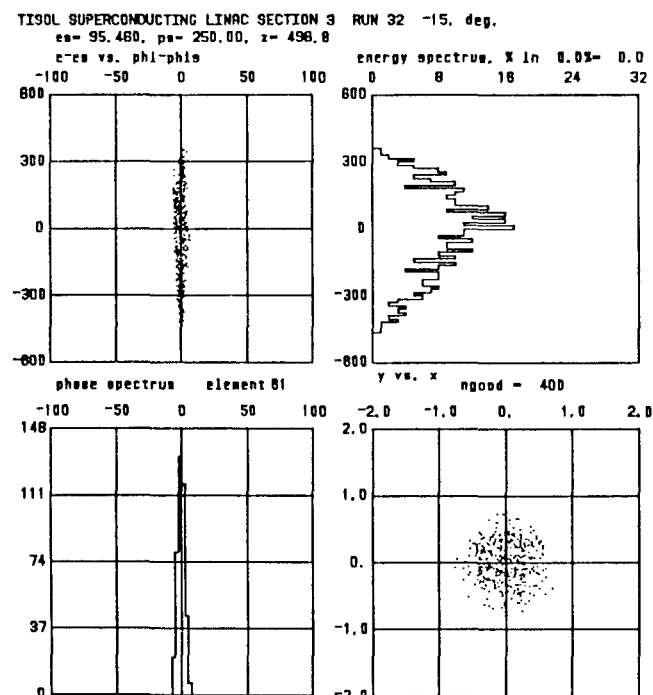 TISOL SUPERCONDUCTING LINAC SECTION 3 RUN 32 -15. deg.
es= 95.460, ps= 250.00, z= 498.8
e-es vs. phi-phis
energy spectrum, % in 0.0%= 0.0
-100 -50 0 50 100
0 8 16 24 32
600
300
0
-300
-600
600
300
0
-300
-600
phase spectrum element 81
y vs. x ngood = 400
-100 -50 0 50 100
-2.0 -1.0 0. 1.0 2.0
148
111
74
37
0
2.0
1.0
0.
-1.0
-2.0